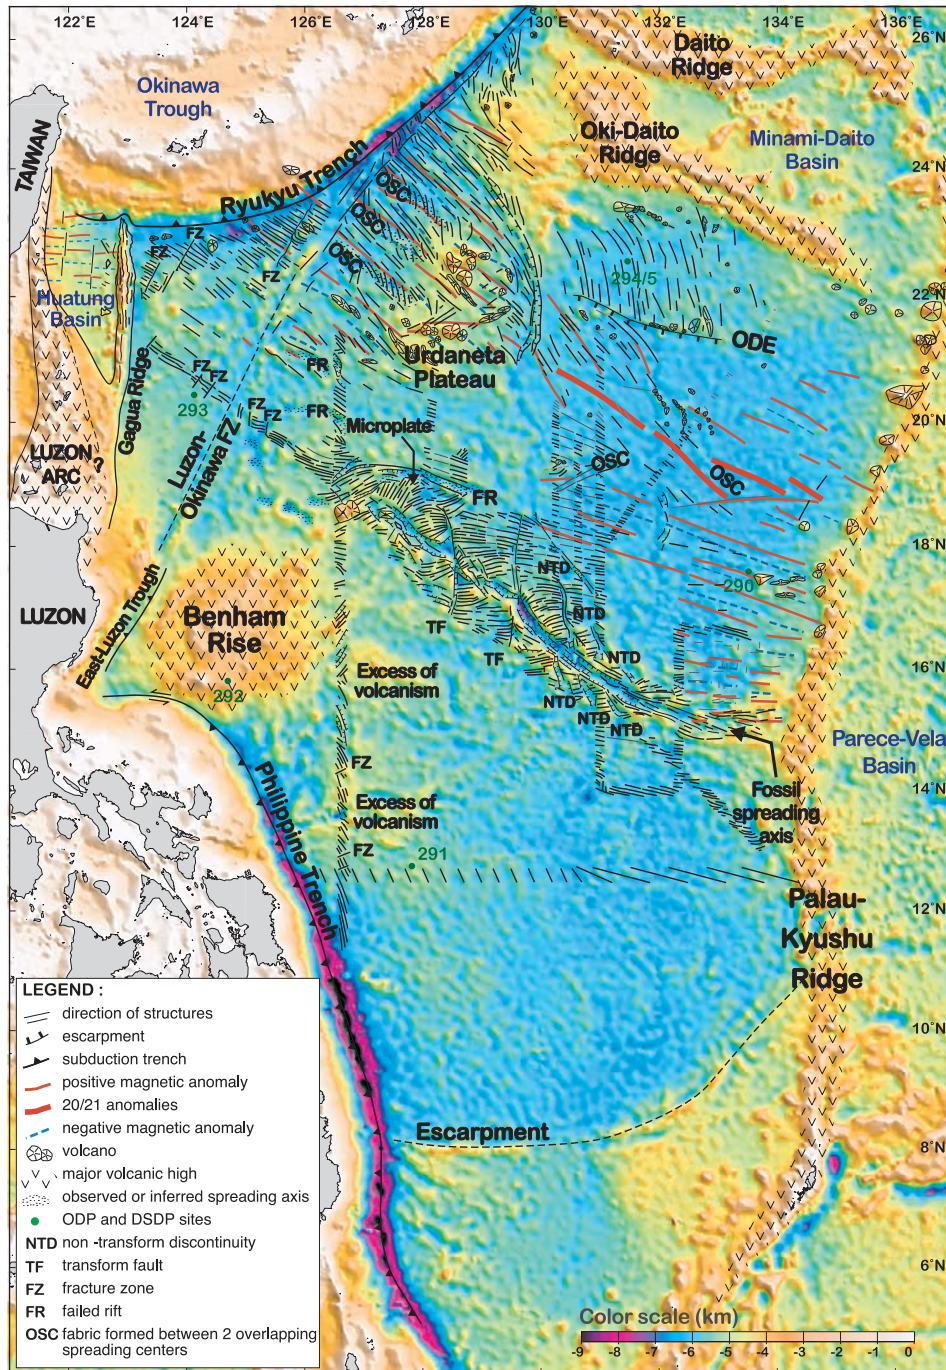 122°E
124°E
126°E
128°E
130°E
132°E
134°E
136°E
26°N
Daito
Ridge
Okinawa
Trough
TAIWAN
Oki-Daito
Ridge
Minami-Daito
Basin
24°N
Ryukyu Trench
OSC
OSC
OSC
FZ
FZ
FZ
294/5
22°N
Huatung
Basin
ODE
Urdaneta
Plateau
FR
Gagua Ridge
FZ
FZ
293
FZ
FZ
FR
20°N
Microplate
Luzon-
Okinawa FZ
LUZON
ARC
?
OSC
OSC
FR
18°N
NTD
290
LUZON
Benham
Rise
East-Luzon Trough
TF
NTD
TF
NTD
16°N
292
Excess of
volcanism
NTD
NTD
NTD
Parece-Vela
Basin
FZ
Fossil
spreading
axis
14°N
Philippine Trench
Excess of
volcanism
FZ
291
12°N
Palau-
Kyushu
Ridge
10°N
Escarpment
8°N
6°N
LEGEND :
direction of structures
escarpment
subduction trench
positive magnetic anomaly
20/21 anomalies
negative magnetic anomaly
volcano
major volcanic high
observed or inferred spreading axis
ODP and DSDP sites
NTD non -transform discontinuity
TF transform fault
FZ fracture zone
FR failed rift
OSC fabric formed between 2 overlapping
spreading centers
Color scale (km)
-9 -8 -7 -6 -5 -4 -3 -2 -1 0